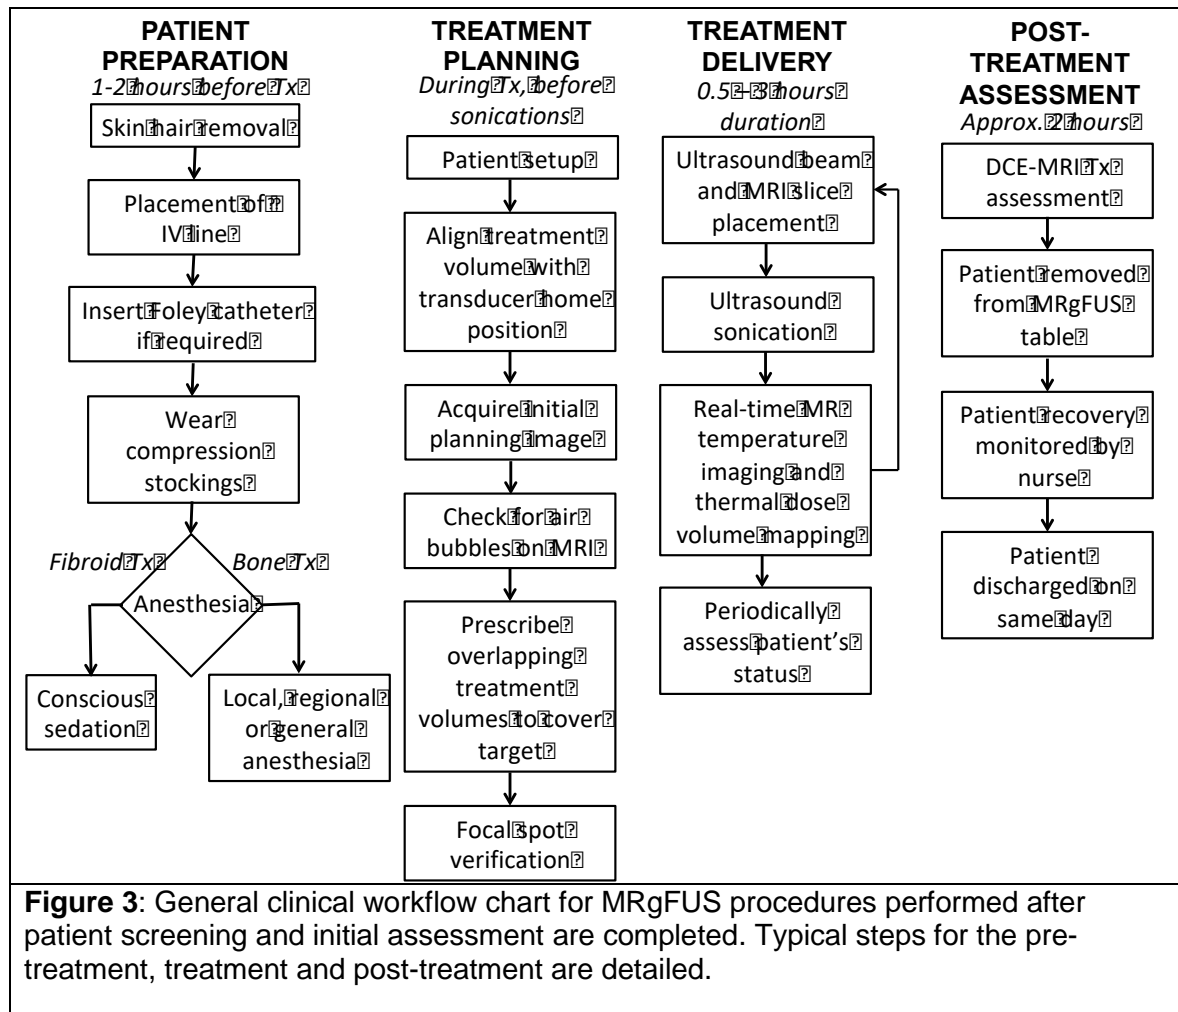 PATIENT
PREPARATION
1-2 hours before Tx
Skin hair removal
Placement of
IV line
Insert Foley catheter
if required
Wear
compression
stockings
Fibroid Tx
Bone Tx
Anesthesia
Conscious
sedation
Local, regional
or general
anesthesia
TREATMENT
PLANNING
During Tx, before
sonications
Patient setup
Align treatment
volume with
transducer home
position
Acquire initial
planning image
Check for air
bubbles on MRI
Prescribe
overlapping
treatment
volumes to cover
target
Focal spot
verification
TREATMENT
DELIVERY
0.5 – 3 hours
duration
Ultrasound beam
and MRI slice
placement
Ultrasound
sonication
Real-time MR
temperature
imaging and
thermal dose
volume mapping
Periodically
assess patient's
status
POST-
TREATMENT
ASSESSMENT
Approx. 2 hours
DCE-MRI Tx
assessment
Patient removed
from MRgFUS
table
Patient recovery
monitored by
nurse
Patient
discharged on
same day
Figure 3: General clinical workflow chart for MRgFUS procedures performed after
patient screening and initial assessment are completed. Typical steps for the pre-
treatment, treatment and post-treatment are detailed.